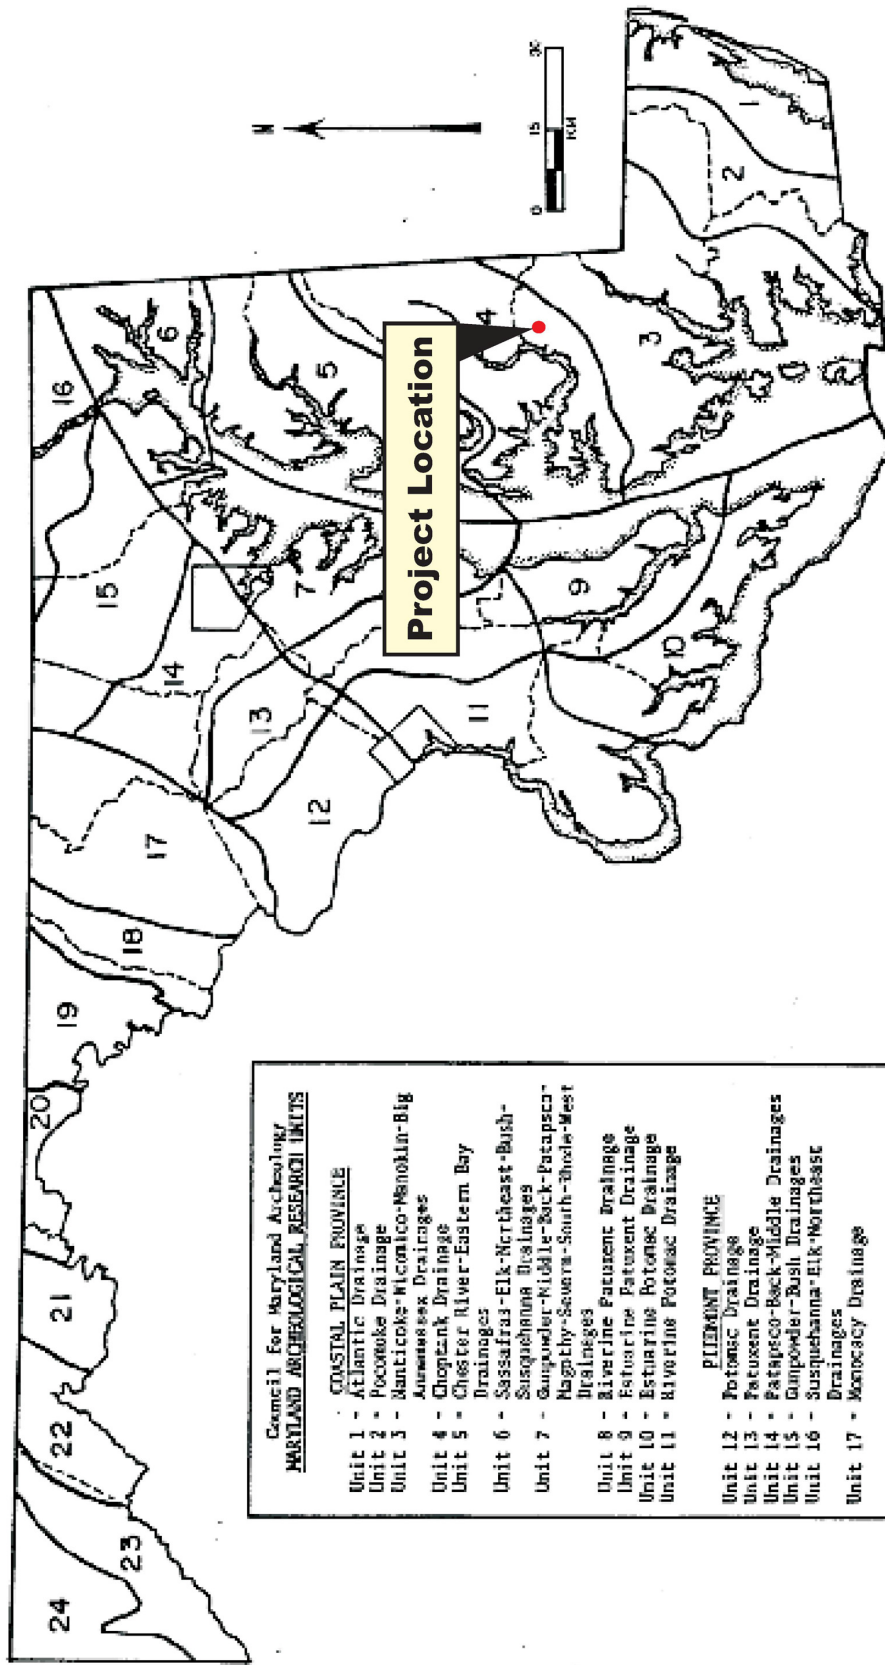 Council for Maryland Archeology
MARYLAND ARCHEOLOGICAL RESEARCH UNITS
COASTAL PLAIN PROVINCE
Unit 1 - Atlantic Drainage
Unit 2 - Pocomoke Drainage
Unit 3 - Nanticoke-Wicomico-Manokin-Big
Annemessex Drainages
Unit 4 - Choptank Drainage
Unit 5 - Chester River-Eastern Bay
Drainages
Unit 6 - Sassafras-Elk-Northeast-Bush-
Susquehanna Drainages
Unit 7 - Gunpowder-Middle-Back-Patapsco-
Magothy-Severn-South-Rhode-West
Drainages
Unit 8 - Riverine Patuxent Drainage
Unit 9 - Estuarine Patuxent Drainage
Unit 10 - Estuarine Potomac Drainage
Unit 11 - Riverine Potomac Drainage
PIEDMONT PROVINCE
Unit 12 - Potomac Drainage
Unit 13 - Patuxent Drainage
Unit 14 - Patapsco-Back-Middle Drainages
Unit 15 - Gunpowder-Bush Drainages
Unit 16 - Susquehanna-Elk-Northeast
Drainages
Unit 17 - Monocacy Drainage
24
23
22
21
20
19
18
17
16
15
14
13
12
11
10
9
7
6
5
4
3
2
1
Project Location
N
0 15 30
KM